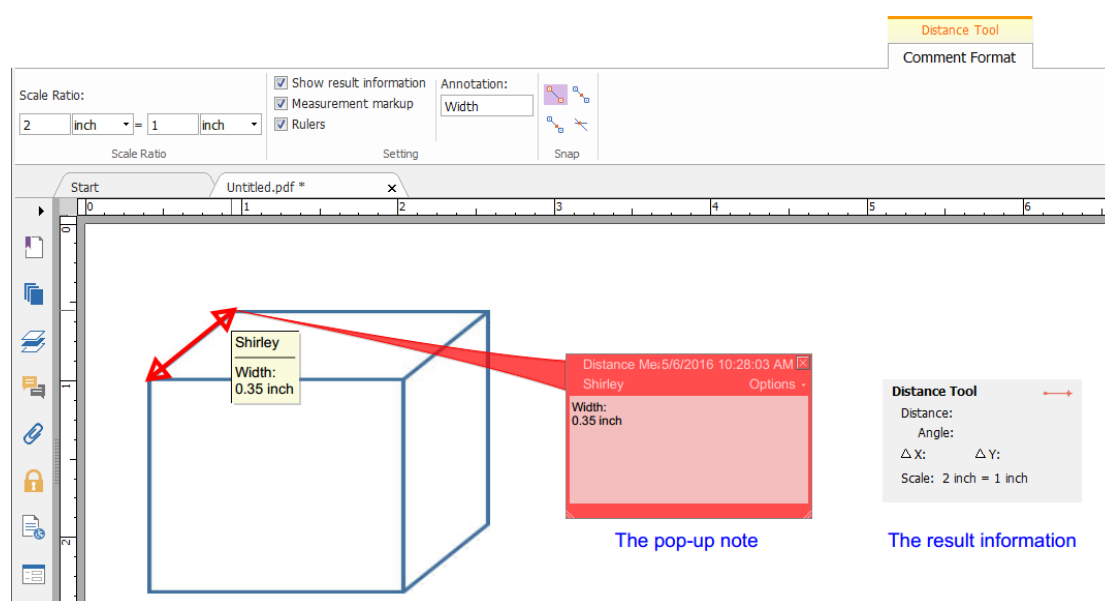 Distance Tool
Comment Format
Scale Ratio:
2 inch = 1 inch
Scale Ratio
Show result information
Measurement markup
Rulers
Annotation:
Width
Setting
Snap
Start
Untitled.pdf *
0 1 2 3 4 5 6
0
1
2
Shirley
Width:
0.35 inch
Distance Me 5/6/2016 10:28:03 AM
Shirley Options
Width:
0.35 inch
The pop-up note
Distance Tool
Distance:
Angle:
△ X: △ Y:
Scale: 2 inch = 1 inch
The result information